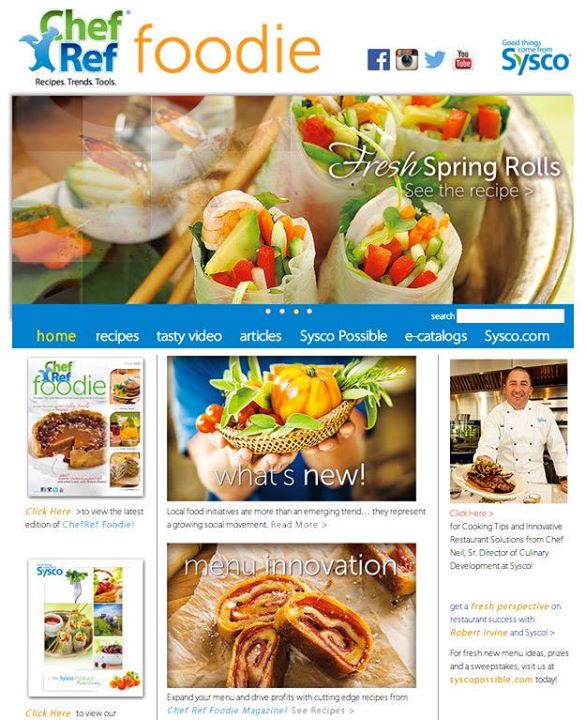 Chef
Ref
Recipes. Trends. Tools.
foodie
You
Tube
Good things
come from
Sysco
Fresh Spring Rolls
See the recipe >
search
home recipes tasty video articles Sysco Possible e-catalogs Sysco.com
Chef
Ref
foodie
Click Here >to view the latest
edition of ChefRef Foodie!
Sysco
Click Here to view our
what's new!
Local food initiatives are more than an emerging trend… they represent
a growing social movement. Read More >
menu innovation
Expand your menu and drive profits with cutting edge recipes from
Chef Ref Foodie Magazine! See Recipes >
Click Here >
for Cooking Tips and Innovative
Restaurant Solutions from Chef
Neil, Sr. Director of Culinary
Development at Sysco!
get a fresh perspective on
restaurant success with
Robert Irvine and Sysco! >
For fresh new menu ideas, prizes
and a sweepstakes, visit us at
syscopossible.com today!